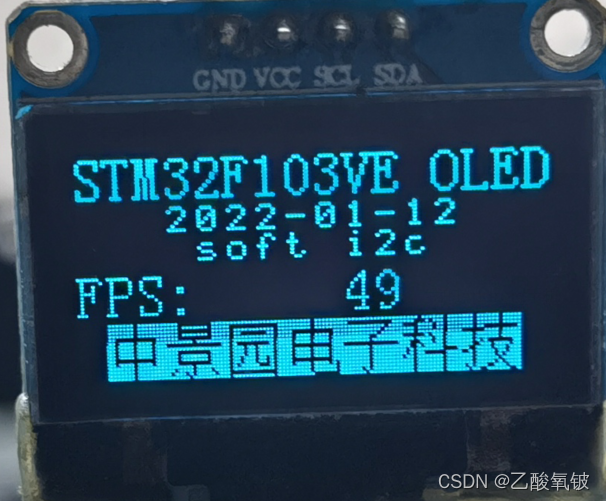 GND VCC SCL SDA
STM32F103VE OLED
2022-01-12
soft i2c
FPS: 49
中景园电子科技
CSDN @乙酸氧铍